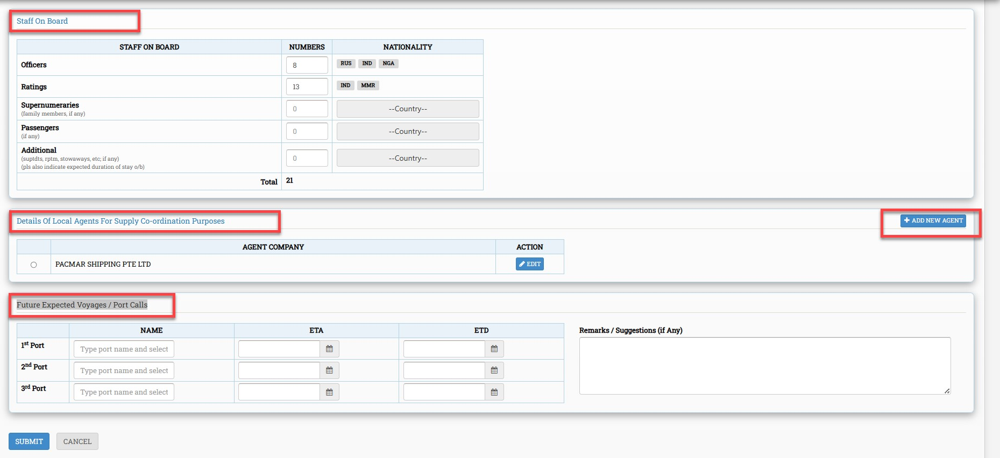 Staff On Board
STAFF ON BOARD NUMBERS NATIONALITY
Officers 8 RUS IND NGA
Ratings 13 IND MMR
Supernumeraries
(family members, if any)
0 --Country--
Passengers
(if any)
0 --Country--
Additional
(suptdts, rptm, stowaways, etc; if any)
(pls also indicate expected duration of stay o/b)
0 --Country--
Total 21
Details Of Local Agents For Supply Co-ordination Purposes
+ ADD NEW AGENT
AGENT COMPANY ACTION
PACMAR SHIPPING PTE LTD EDIT
Future Expected Voyages / Port Calls
NAME ETA ETD
1st Port Type port name and select
2nd Port Type port name and select
3rd Port Type port name and select
Remarks / Suggestions (if Any)
SUBMIT CANCEL